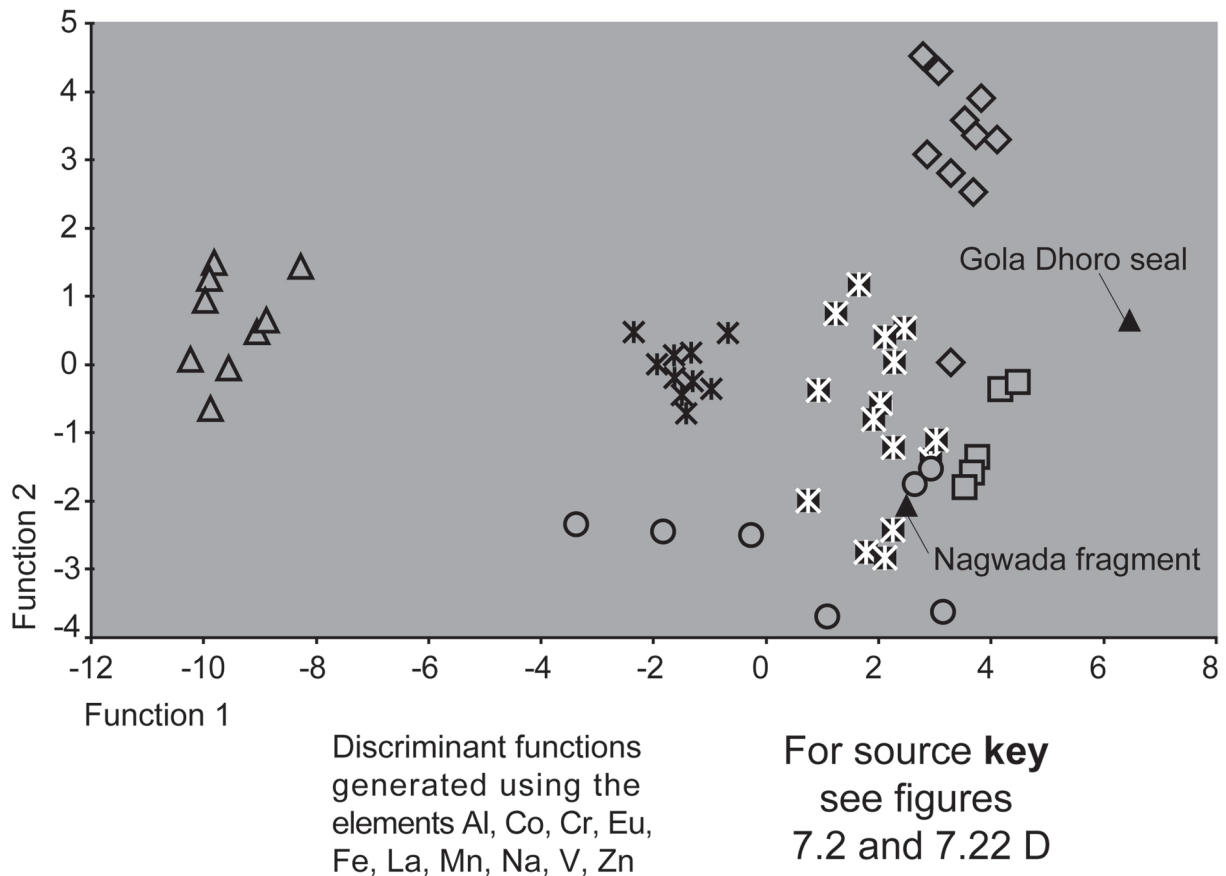 5
4
3
2
1
0
-1
-2
-3
-4
Function 2
Gola Dhoro seal
Nagwada fragment
-12 -10 -8 -6 -4 -2 0 2 4 6 8
Function 1
Discriminant functions
generated using the
elements Al, Co, Cr, Eu,
Fe, La, Mn, Na, V, Zn
For source key
see figures
7.2 and 7.22 D